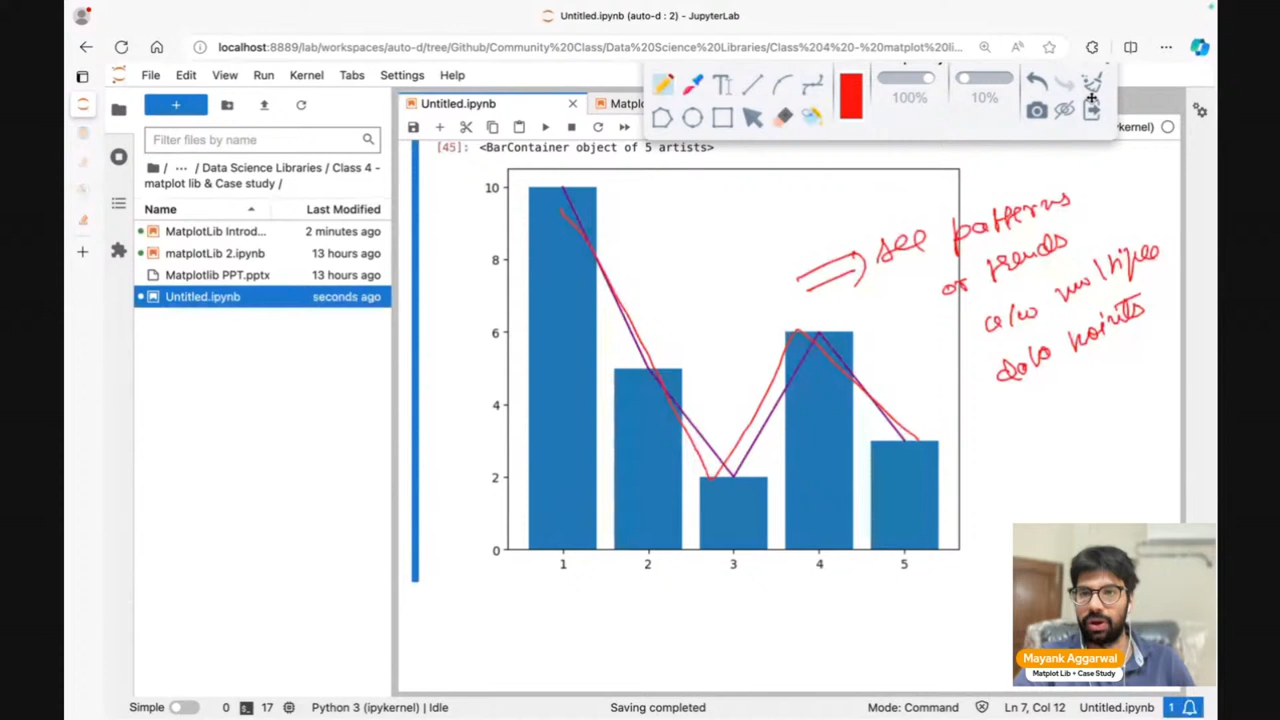 Untitled.ipynb (auto-d : 2) - JupyterLab
localhost:8889/lab/workspaces/auto-d/tree/Github/Community%20Class/Data%20Science%20Libraries/Class%204%20-%20matplot%20li...
File Edit View Run Kernel Tabs Settings Help
100% 10%
Untitled.ipynb
Matplo
ykernel)
Filter files by name
/ ··· / Data Science Libraries / Class 4 -
matplot lib & Case study /
Name Last Modified
MatplotLib Introd... 2 minutes ago
matplotLib 2.ipynb 13 hours ago
Matplotlib PPT.pptx 13 hours ago
Untitled.ipynb seconds ago
[45]: <BarContainer object of 5 artists>
10
8
6
4
2
0
1 2 3 4 5
see patterns
or trends
also multiple
data points
Mayank Aggarwal
Matplot Lib + Case Study
Simple 0 17 Python 3 (ipykernel) | Idle Saving completed Mode: Command Ln 7, Col 12 Untitled.ipynb 1